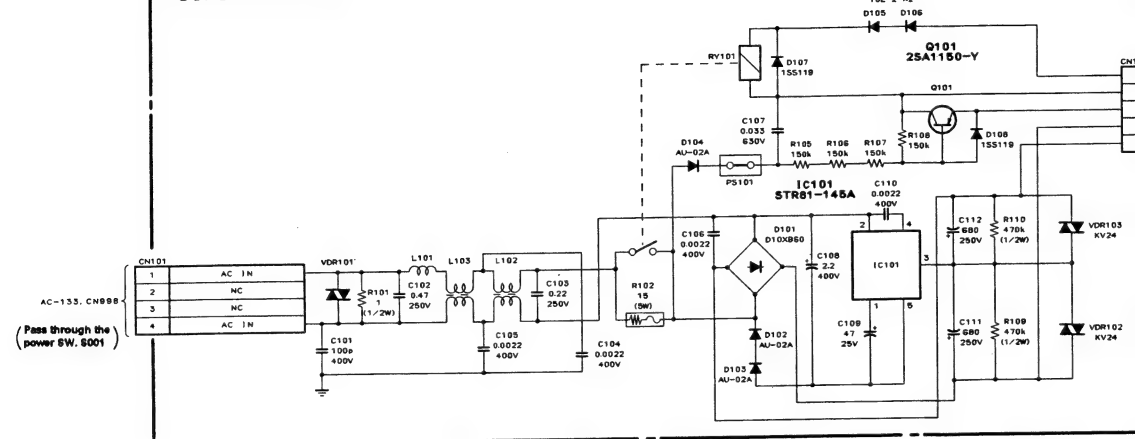 D105 D106
Q101
2SA1150-Y
RY101
D107
1SS119
CN1
Q101
C107
0.033
630V
R108
150k
D108
1SS119
D104
AU-02A
R105
150k
R106
150k
R107
150k
PS101
IC101
STR81-145A
C110
0.0022
400V
C106
0.0022
400V
D101
D10XB60
C108
2.2
400V
2
4
IC101
3
1
5
C112
680
250V
R110
470k
(1/2W)
VDR103
KV24
CN101
1 AC IN
2 NC
3 NC
4 AC IN
AC-133. CN998
(Pass through the
power SW. S001)
VDR101
R101
1
(1/2W)
L101
C102
0.47
250V
L103
L102
C103
0.22
250V
R102
15
(5W)
C101
100p
400V
C105
0.0022
400V
C104
0.0022
400V
D102
AU-02A
D103
AU-02A
C109
47
25V
C111
680
250V
R109
470k
(1/2W)
VDR102
KV24